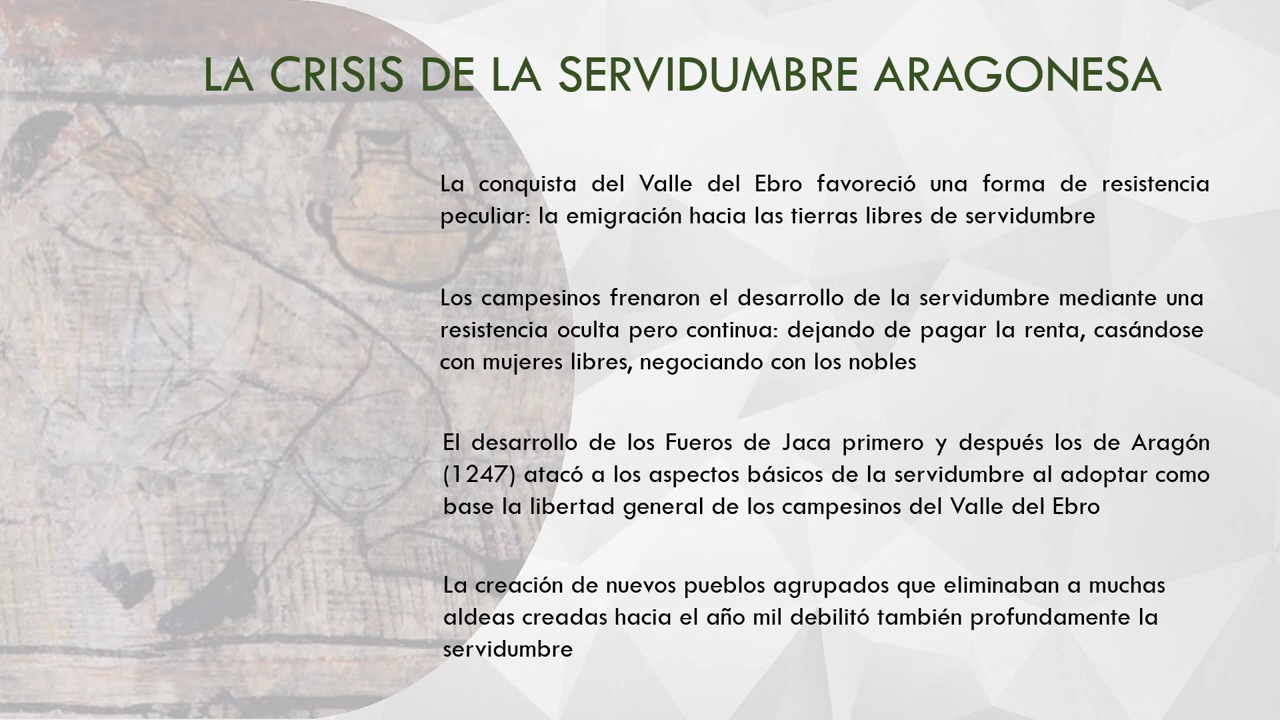 LA CRISIS DE LA SERVIDUMBRE ARAGONESA
La conquista del Valle del Ebro favoreció una forma de resistencia
peculiar: la emigración hacia las tierras libres de servidumbre
Los campesinos frenaron el desarrollo de la servidumbre mediante una
resistencia oculta pero continua: dejando de pagar la renta, casándose
con mujeres libres, negociando con los nobles
El desarrollo de los Fueros de Jaca primero y después los de Aragón
(1247) atacó a los aspectos básicos de la servidumbre al adoptar como
base la libertad general de los campesinos del Valle del Ebro
La creación de nuevos pueblos agrupados que eliminaban a muchas
aldeas creadas hacia el año mil debilitó también profundamente la
servidumbre